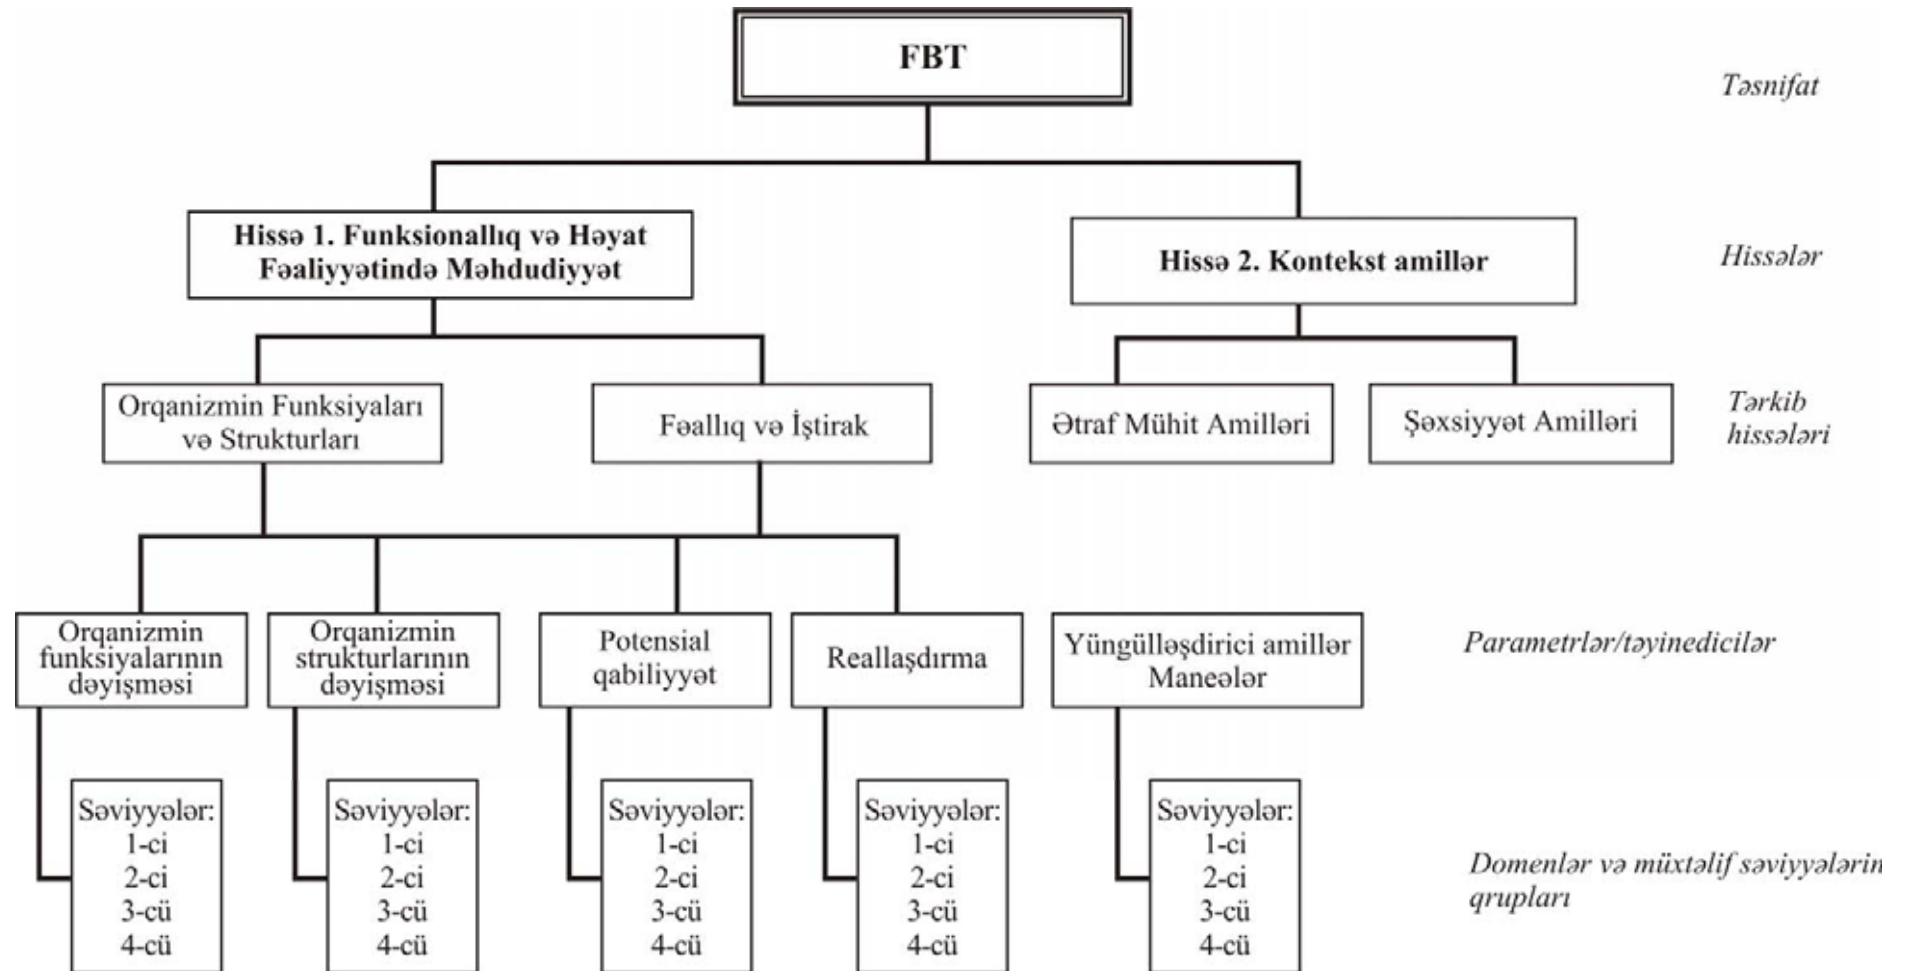 FBT
Təsnifat
Hissə 1. Funksionallıq və Həyat
Fəaliyyətində Məhdudiyyət
Hissə 2. Kontekst amillər
Hissələr
Orqanizmin Funksiyaları
və Strukturları
Fəallıq və İştirak
Ətraf Mühit Amilləri
Şəxsiyyət Amilləri
Tərkib
hissələri
Orqanizmin
funksiyalarının
dəyişməsi
Orqanizmin
strukturlarının
dəyişməsi
Potensial
qabiliyyət
Reallaşdırma
Yüngülləşdirici amillər
Maneələr
Parametrlər/təyinedicilər
Səviyyələr:
1-ci
2-ci
3-cü
4-cü
Səviyyələr:
1-ci
2-ci
3-cü
4-cü
Səviyyələr:
1-ci
2-ci
3-cü
4-cü
Səviyyələr:
1-ci
2-ci
3-cü
4-cü
Səviyyələr:
1-ci
2-ci
3-cü
4-cü
Domenlər və müxtəlif səviyyələrin
qrupları